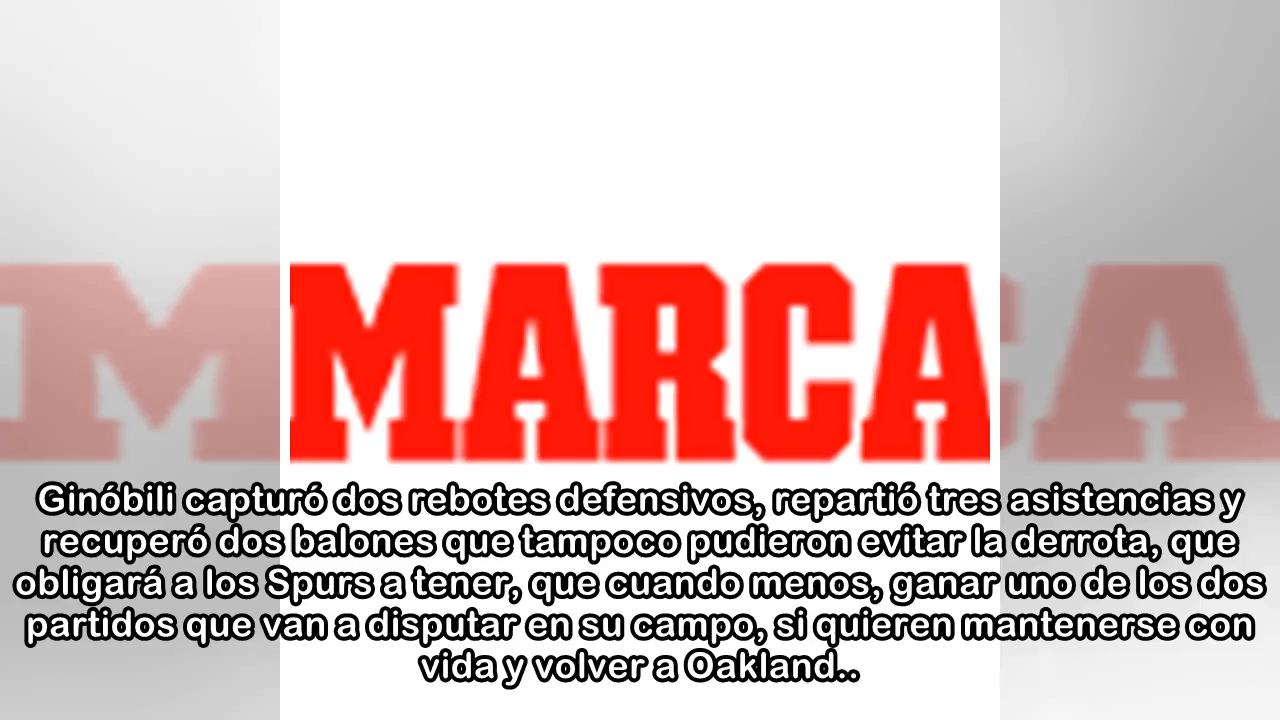 MARCA
Ginóbili capturó dos rebotes defensivos, repartió tres asistencias y
recuperó dos balones que tampoco pudieron evitar la derrota, que
obligará a los Spurs a tener, que cuando menos, ganar uno de los dos
partidos que van a disputar en su campo, si quieren mantenerse con
vida y volver a Oakland..